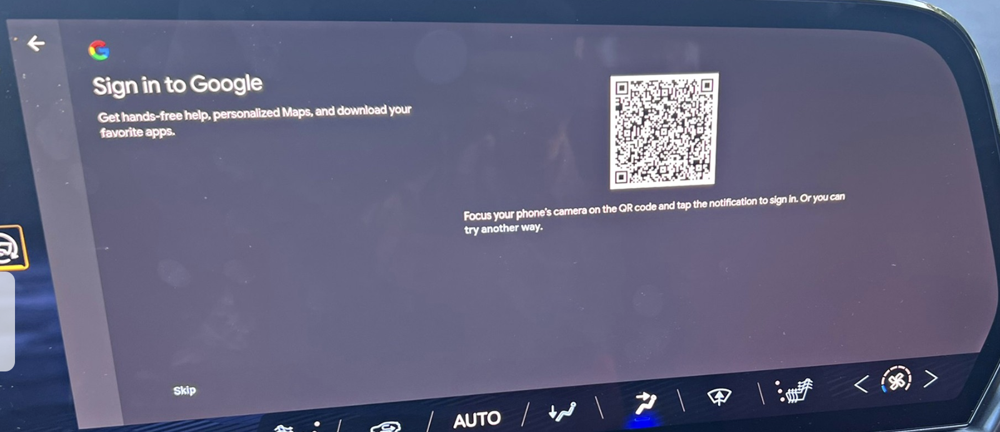 Sign in to Google
Get hands-free help, personalized Maps, and download your
favorite apps.
Focus your phone's camera on the QR code and tap the notification to sign in. Or you can
try another way.
Skip
AUTO